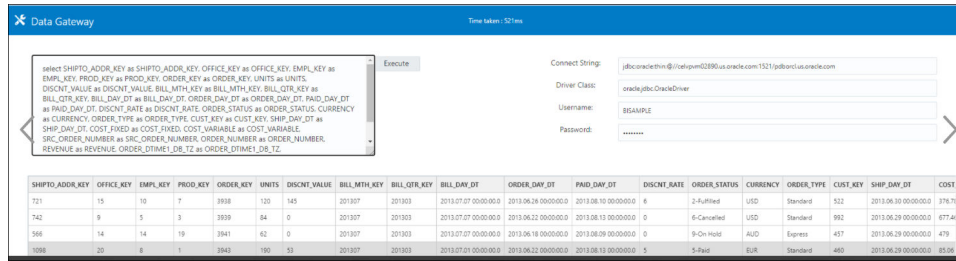 Data Gateway
Time taken : 521ms
select SHIPTO_ADDR_KEY as SHIPTO_ADDR_KEY, OFFICE_KEY as OFFICE_KEY, EMPL_KEY as
EMPL_KEY, PROD_KEY as PROD_KEY, ORDER_KEY as ORDER_KEY, UNITS as UNITS,
DISCNT_VALUE as DISCNT_VALUE, BILL_MTH_KEY as BILL_MTH_KEY, BILL_QTR_KEY as
BILL_QTR_KEY, BILL_DAY_DT as BILL_DAY_DT, ORDER_DAY_DT as ORDER_DAY_DT, PAID_DAY_DT
as PAID_DAY_DT, DISCNT_RATE as DISCNT_RATE, ORDER_STATUS as ORDER_STATUS, CURRENCY
as CURRENCY, ORDER_TYPE as ORDER_TYPE, CUST_KEY as CUST_KEY, SHIP_DAY_DT as
SHIP_DAY_DT, COST_FIXED as COST_FIXED, COST_VARIABLE as COST_VARIABLE,
SRC_ORDER_NUMBER as SRC_ORDER_NUMBER, ORDER_NUMBER as ORDER_NUMBER,
REVENUE as REVENUE, ORDER_DTIME1_DB_TZ as ORDER_DTIME1_DB_TZ,
Execute
Connect String: jdbc:oracle:thin:@//celvpvm02890.us.oracle.com:1521/pdborcl.us.oracle.com
Driver Class: oracle.jdbc.OracleDriver
Username: BISAMPLE
Password: ••••••••
SHIPTO_ADDR_KEY OFFICE_KEY EMPL_KEY PROD_KEY ORDER_KEY UNITS DISCNT_VALUE BILL_MTH_KEY BILL_QTR_KEY BILL_DAY_DT ORDER_DAY_DT PAID_DAY_DT DISCNT_RATE ORDER_STATUS CURRENCY ORDER_TYPE CUST_KEY SHIP_DAY_DT COST
721 15 10 7 3938 120 145 201307 201303 2013.07.07 00:00:00.0 2013.06.26 00:00:00.0 2013.08.10 00:00:00.0 6 2-Fulfilled USD Standard 522 2013.06.30 00:00:00.0 376.7
742 9 5 3 3939 84 0 201307 201303 2013.07.07 00:00:00.0 2013.06.22 00:00:00.0 2013.08.10 00:00:00.0 0 6-Cancelled USD Standard 992 2013.06.29 00:00:00.0 677.4
566 14 14 19 3941 62 0 201307 201303 2013.07.07 00:00:00.0 2013.06.18 00:00:00.0 2013.08.09 00:00:00.0 0 9-On Hold AUD Express 457 2013.06.29 00:00:00.0 479
1098 20 8 1 3943 190 53 201307 201303 2013.07.01 00:00:00.0 2013.06.22 00:00:00.0 2013.08.13 00:00:00.0 5 5-Paid EUR Standard 460 2013.06.29 00:00:00.0 85.06